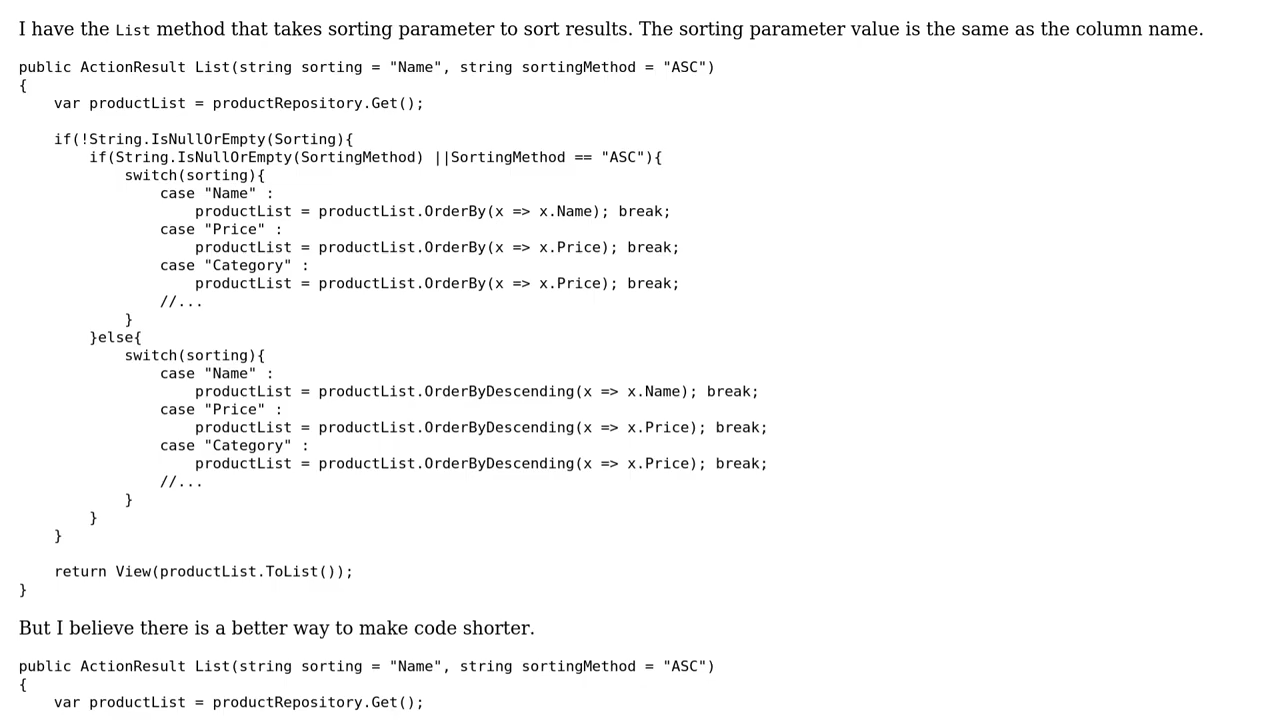 I have the List method that takes sorting parameter to sort results. The sorting parameter value is the same as the column name.
public ActionResult List(string sorting = "Name", string sortingMethod = "ASC")
{
    var productList = productRepository.Get();

    if(!String.IsNullOrEmpty(Sorting){
        if(String.IsNullOrEmpty(SortingMethod) ||SortingMethod == "ASC"){
            switch(sorting){
                case "Name" :
                    productList = productList.OrderBy(x => x.Name); break;
                case "Price" :
                    productList = productList.OrderBy(x => x.Price); break;
                case "Category" :
                    productList = productList.OrderBy(x => x.Price); break;
                //...
            }
        }else{
            switch(sorting){
                case "Name" :
                    productList = productList.OrderByDescending(x => x.Name); break;
                case "Price" :
                    productList = productList.OrderByDescending(x => x.Price); break;
                case "Category" :
                    productList = productList.OrderByDescending(x => x.Price); break;
                //...
            }
        }
    }

    return View(productList.ToList());
}
But I believe there is a better way to make code shorter.
public ActionResult List(string sorting = "Name", string sortingMethod = "ASC")
{
    var productList = productRepository.Get();